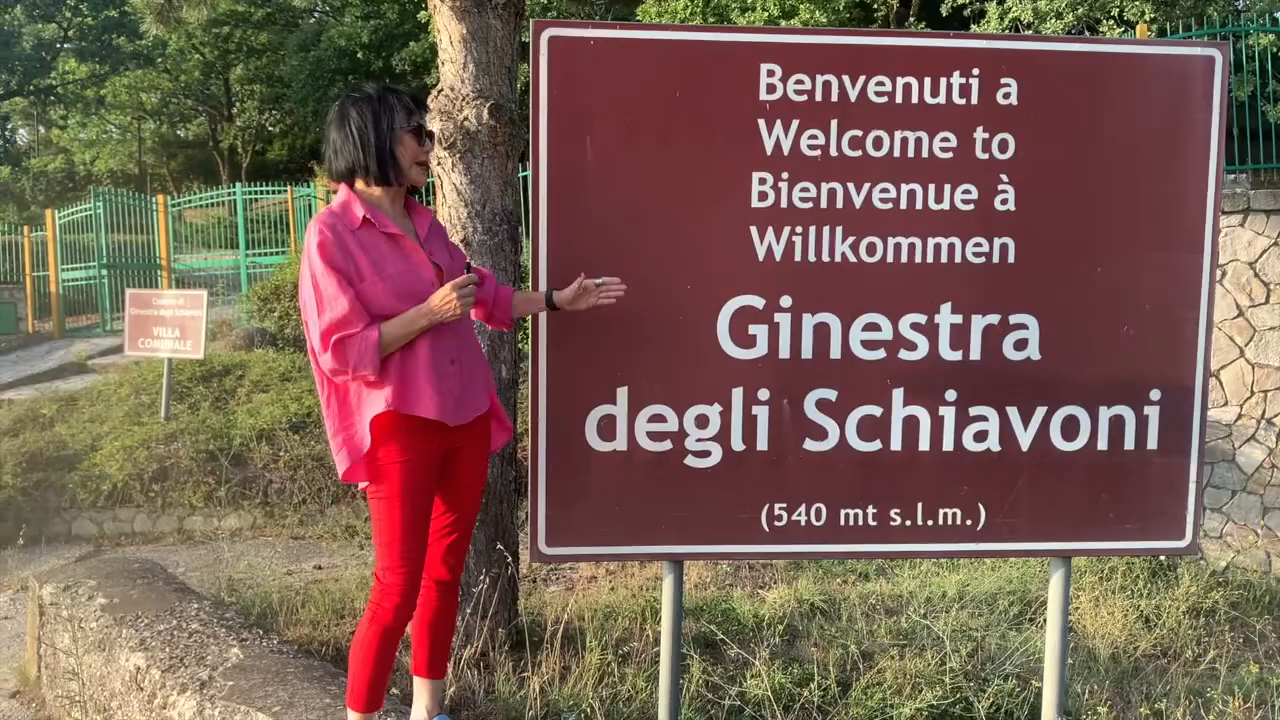 Benvenuti a
Welcome to
Bienvenue à
Willkommen
Ginestra
degli Schiavoni
(540 mt s.l.m.)
Comune di
Ginestra degli Schiavoni
VILLA
COMUNALE